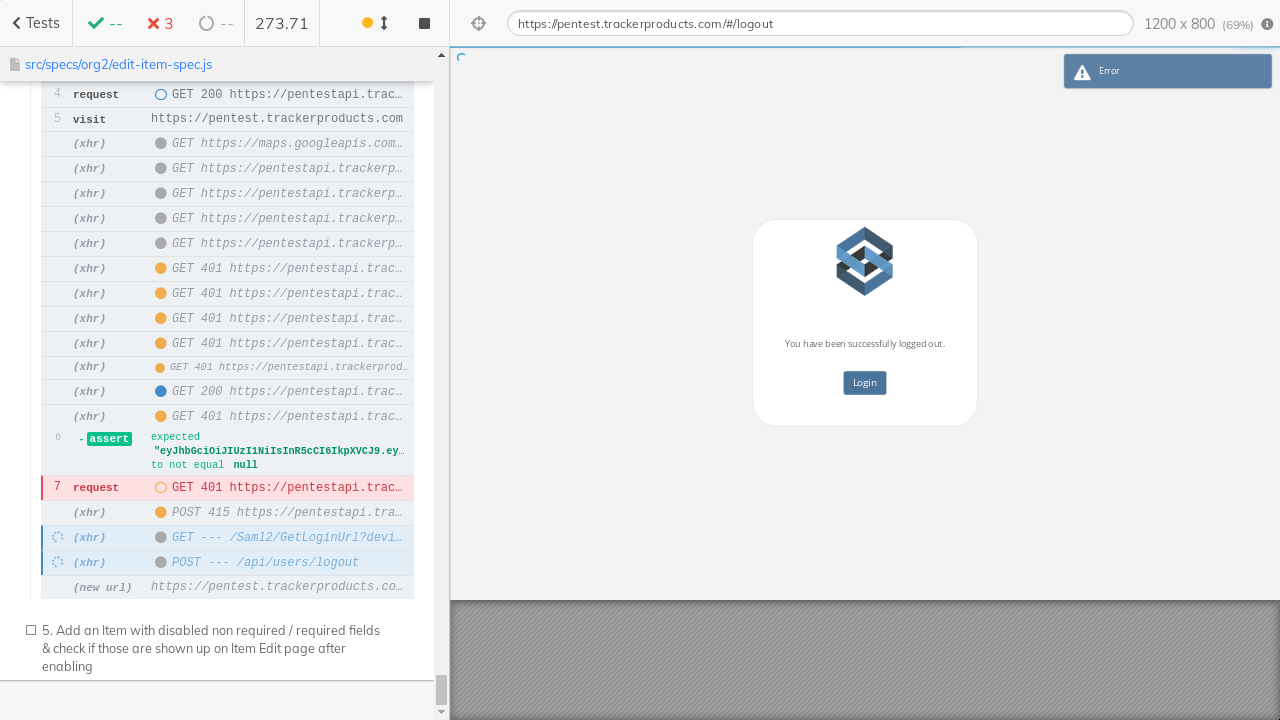 Tests
--
3
--
273.71
https://pentest.trackerproducts.com/#/logout
1200 x 800 (69%)
src/specs/org2/edit-item-spec.js
4 request GET 200 https://pentestapi.trac…
5 visit https://pentest.trackerproducts.com
(xhr) GET https://maps.googleapis.com…
(xhr) GET https://pentestapi.trackerp…
(xhr) GET https://pentestapi.trackerp…
(xhr) GET https://pentestapi.trackerp…
(xhr) GET https://pentestapi.trackerp…
(xhr) GET 401 https://pentestapi.trac…
(xhr) GET 401 https://pentestapi.trac…
(xhr) GET 401 https://pentestapi.trac…
(xhr) GET 401 https://pentestapi.trac…
(xhr) GET 401 https://pentestapi.trackerprod…
(xhr) GET 200 https://pentestapi.trac…
(xhr) GET 401 https://pentestapi.trac…
6 -assert expected
"eyJhbGciOiJIUzI1NiIsInR5cCI6IkpXVCJ9.ey…
to not equal null
7 request GET 401 https://pentestapi.trac…
(xhr) POST 415 https://pentestapi.tra…
(xhr) GET --- /Saml2/GetLoginUrl?devi…
(xhr) POST --- /api/users/logout
(new url) https://pentest.trackerproducts.co…
5. Add an Item with disabled non required / required fields
& check if those are shown up on Item Edit page after
enabling
Error
You have been successfully logged out.
Login